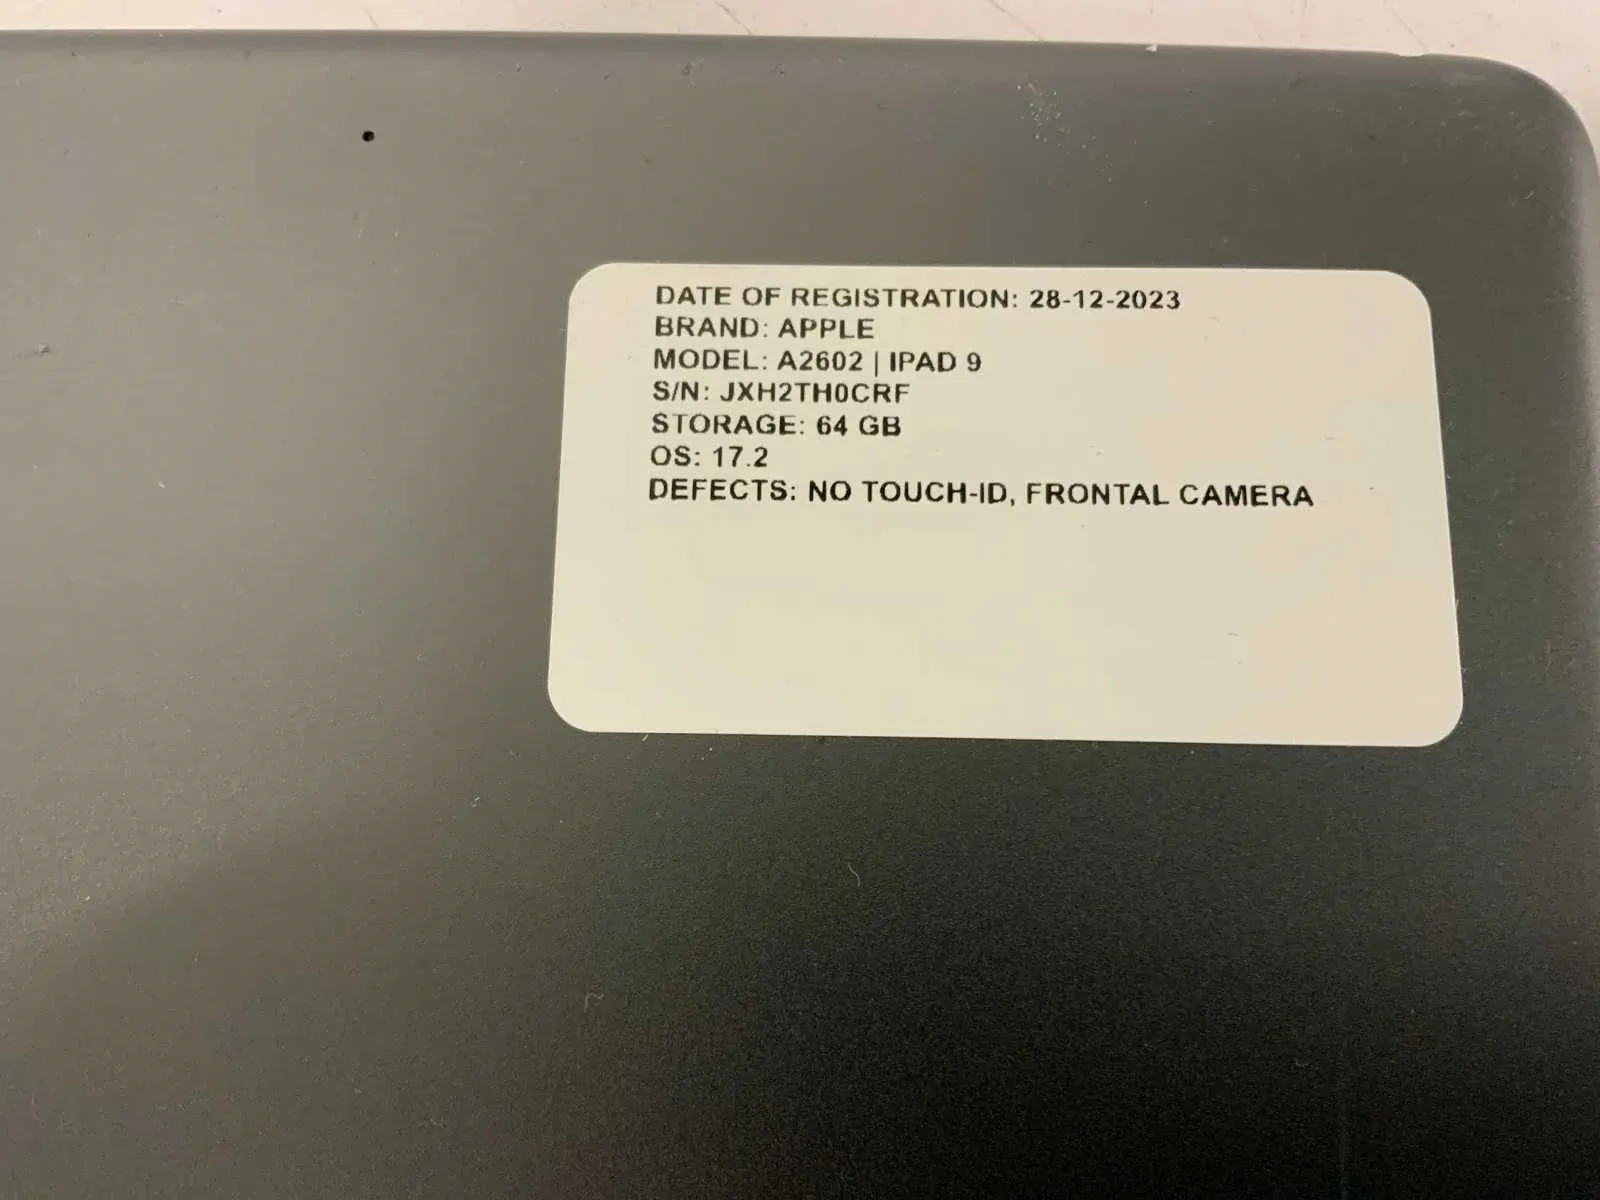 DATE OF REGISTRATION: 28-12-2023
BRAND: APPLE
MODEL: A2602 | IPAD 9
S/N: JXH2TH0CRF
STORAGE: 64 GB
OS: 17.2
DEFECTS: NO TOUCH-ID, FRONTAL CAMERA